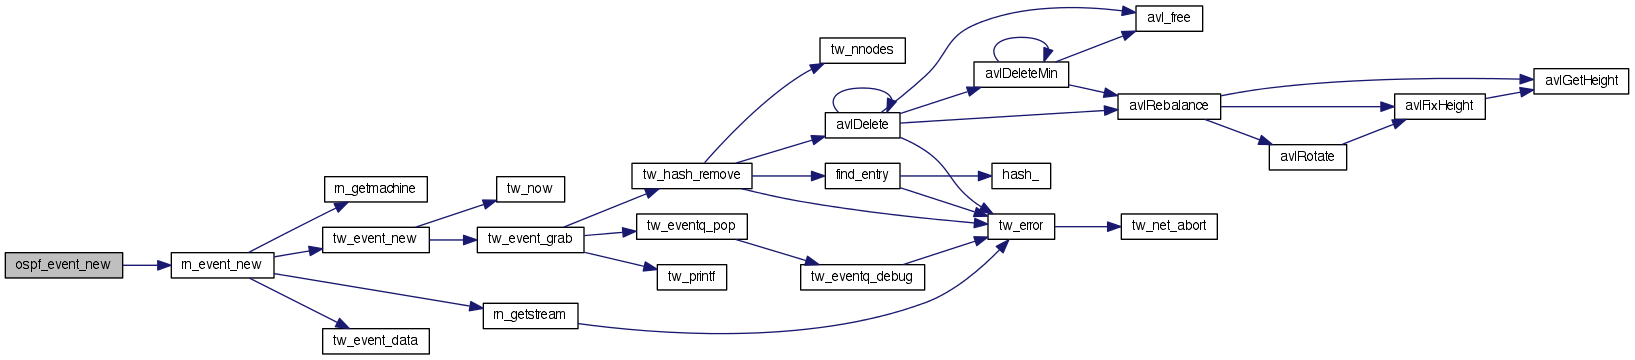 ospf_event_new
rn_event_new
rn_getmachine
tw_event_new
rn_getstream
tw_event_data
tw_now
tw_event_grab
tw_hash_remove
tw_eventq_pop
tw_printf
tw_nnodes
avlDelete
find_entry
tw_eventq_debug
avlDeleteMin
hash_
tw_error
avl_free
avlRebalance
tw_net_abort
avlRotate
avlFixHeight
avlGetHeight